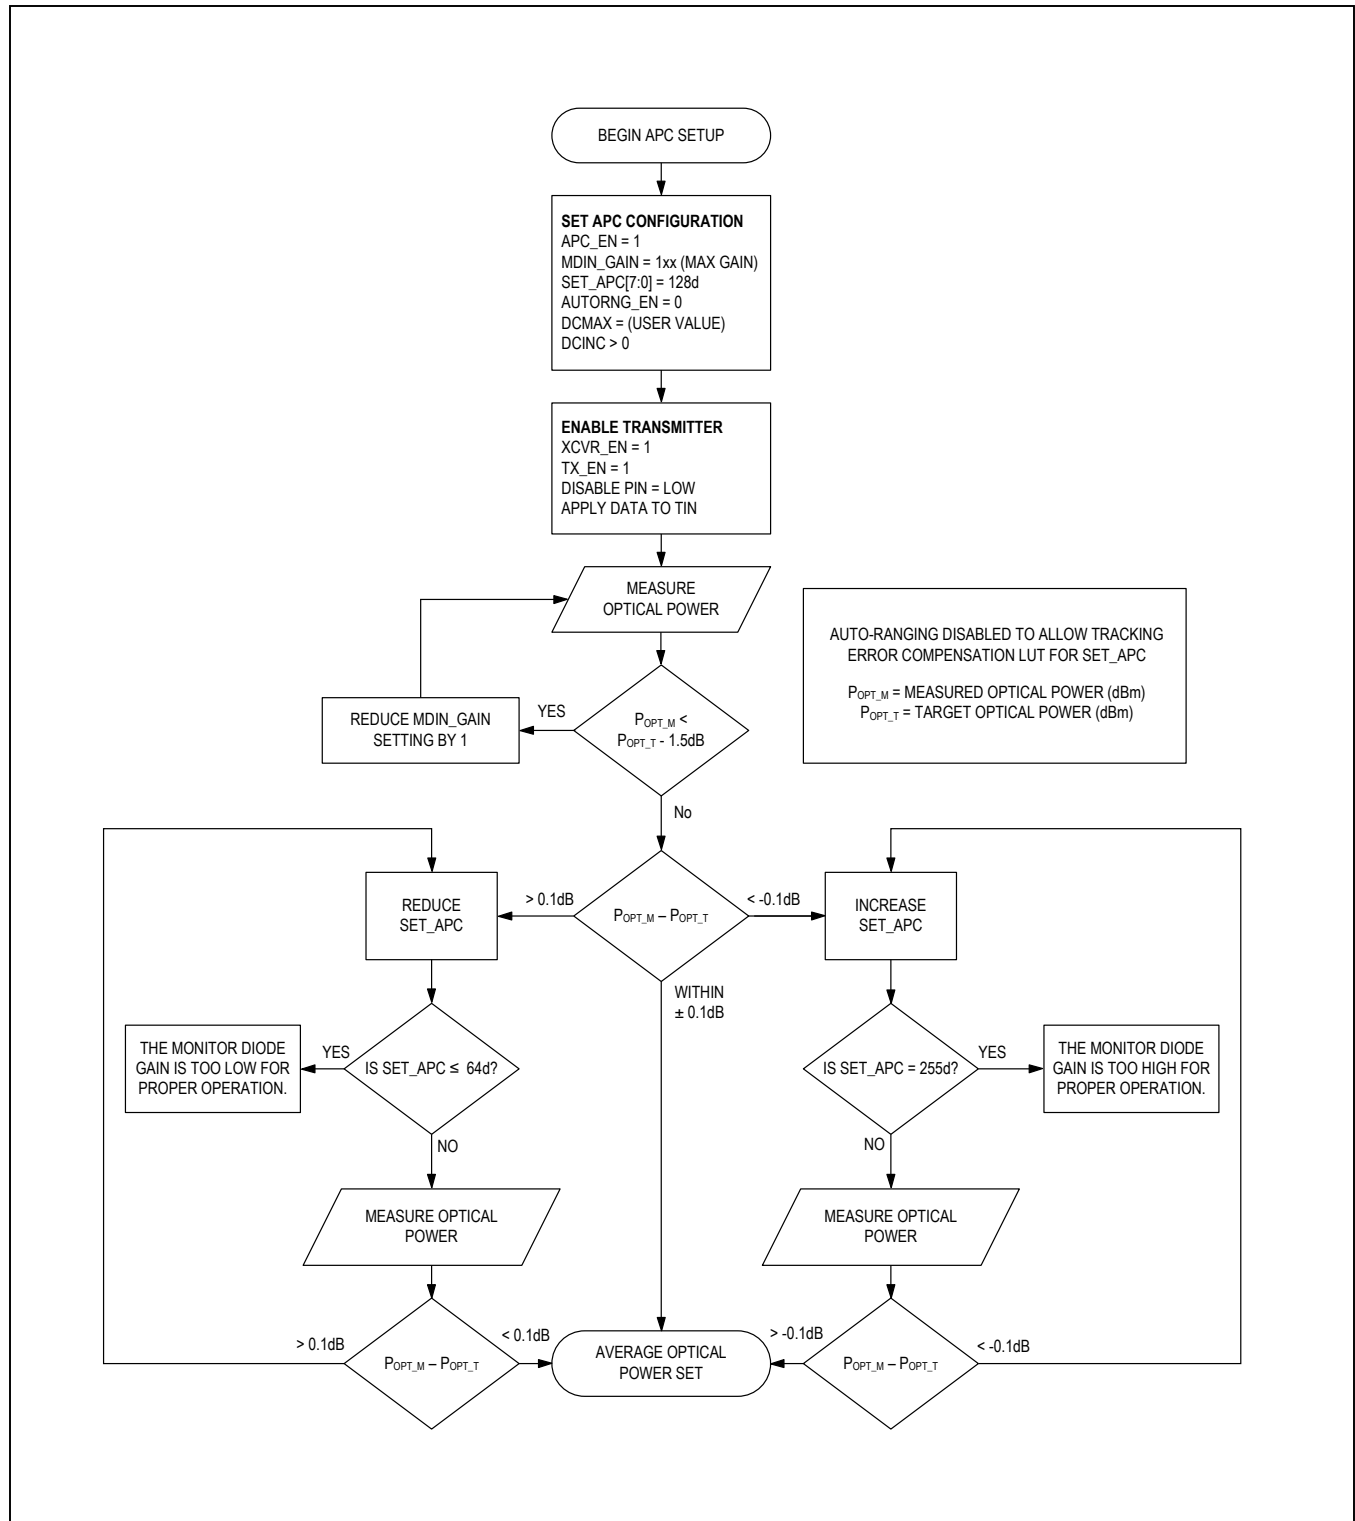 BEGIN APC SETUP
SET APC CONFIGURATION
APC_EN = 1
MDIN_GAIN = 1xx (MAX GAIN)
SET_APC[7:0] = 128d
AUTORNG_EN = 0
DCMAX = (USER VALUE)
DCINC > 0
ENABLE TRANSMITTER
XCVR_EN = 1
TX_EN = 1
DISABLE PIN = LOW
APPLY DATA TO TIN
MEASURE
OPTICAL POWER
AUTO-RANGING DISABLED TO ALLOW TRACKING
ERROR COMPENSATION LUT FOR SET_APC
POPT_M = MEASURED OPTICAL POWER (dBm)
POPT_T = TARGET OPTICAL POWER (dBm)
POPT_M <
POPT_T - 1.5dB
YES
REDUCE MDIN_GAIN
SETTING BY 1
No
POPT_M – POPT_T
> 0.1dB
< -0.1dB
WITHIN
± 0.1dB
REDUCE
SET_APC
INCREASE
SET_APC
IS SET_APC ≤ 64d?
YES
THE MONITOR DIODE
GAIN IS TOO LOW FOR
PROPER OPERATION.
NO
IS SET_APC = 255d?
YES
THE MONITOR DIODE
GAIN IS TOO HIGH FOR
PROPER OPERATION.
NO
MEASURE OPTICAL
POWER
MEASURE OPTICAL
POWER
> 0.1dB
POPT_M – POPT_T
< 0.1dB
AVERAGE OPTICAL
POWER SET
> -0.1dB
POPT_M – POPT_T
< -0.1dB